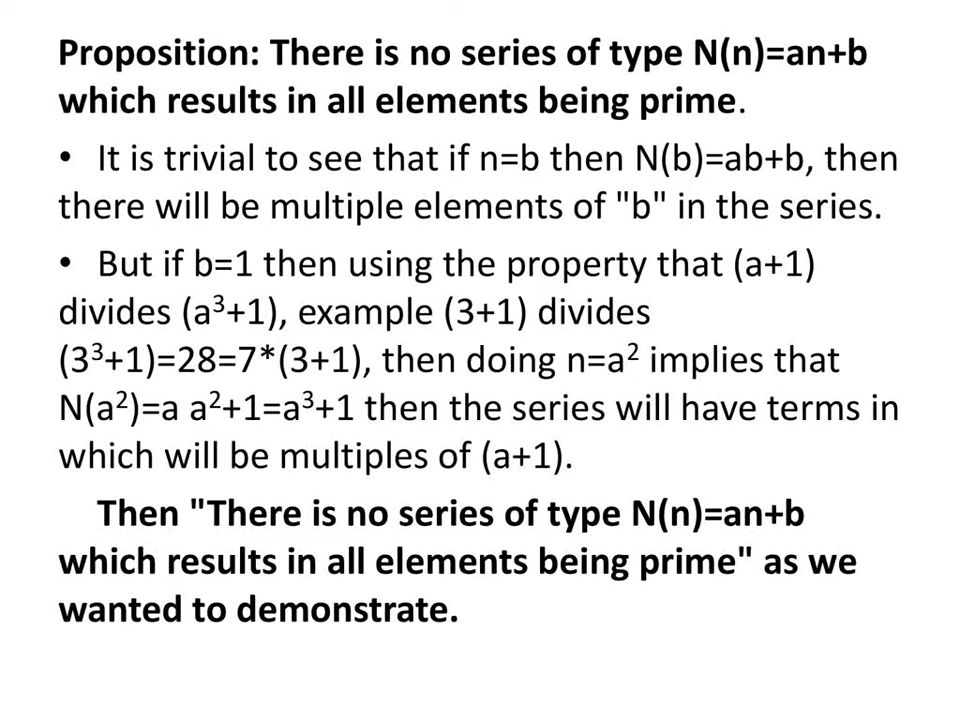 Proposition: There is no series of type N(n)=an+b
which results in all elements being prime.
• It is trivial to see that if n=b then N(b)=ab+b, then
there will be multiple elements of "b" in the series.
• But if b=1 then using the property that (a+1)
divides (a³+1), example (3+1) divides
(3³+1)=28=7*(3+1), then doing n=a² implies that
N(a²)=a a²+1=a³+1 then the series will have terms in
which will be multiples of (a+1).
Then "There is no series of type N(n)=an+b
which results in all elements being prime" as we
wanted to demonstrate.